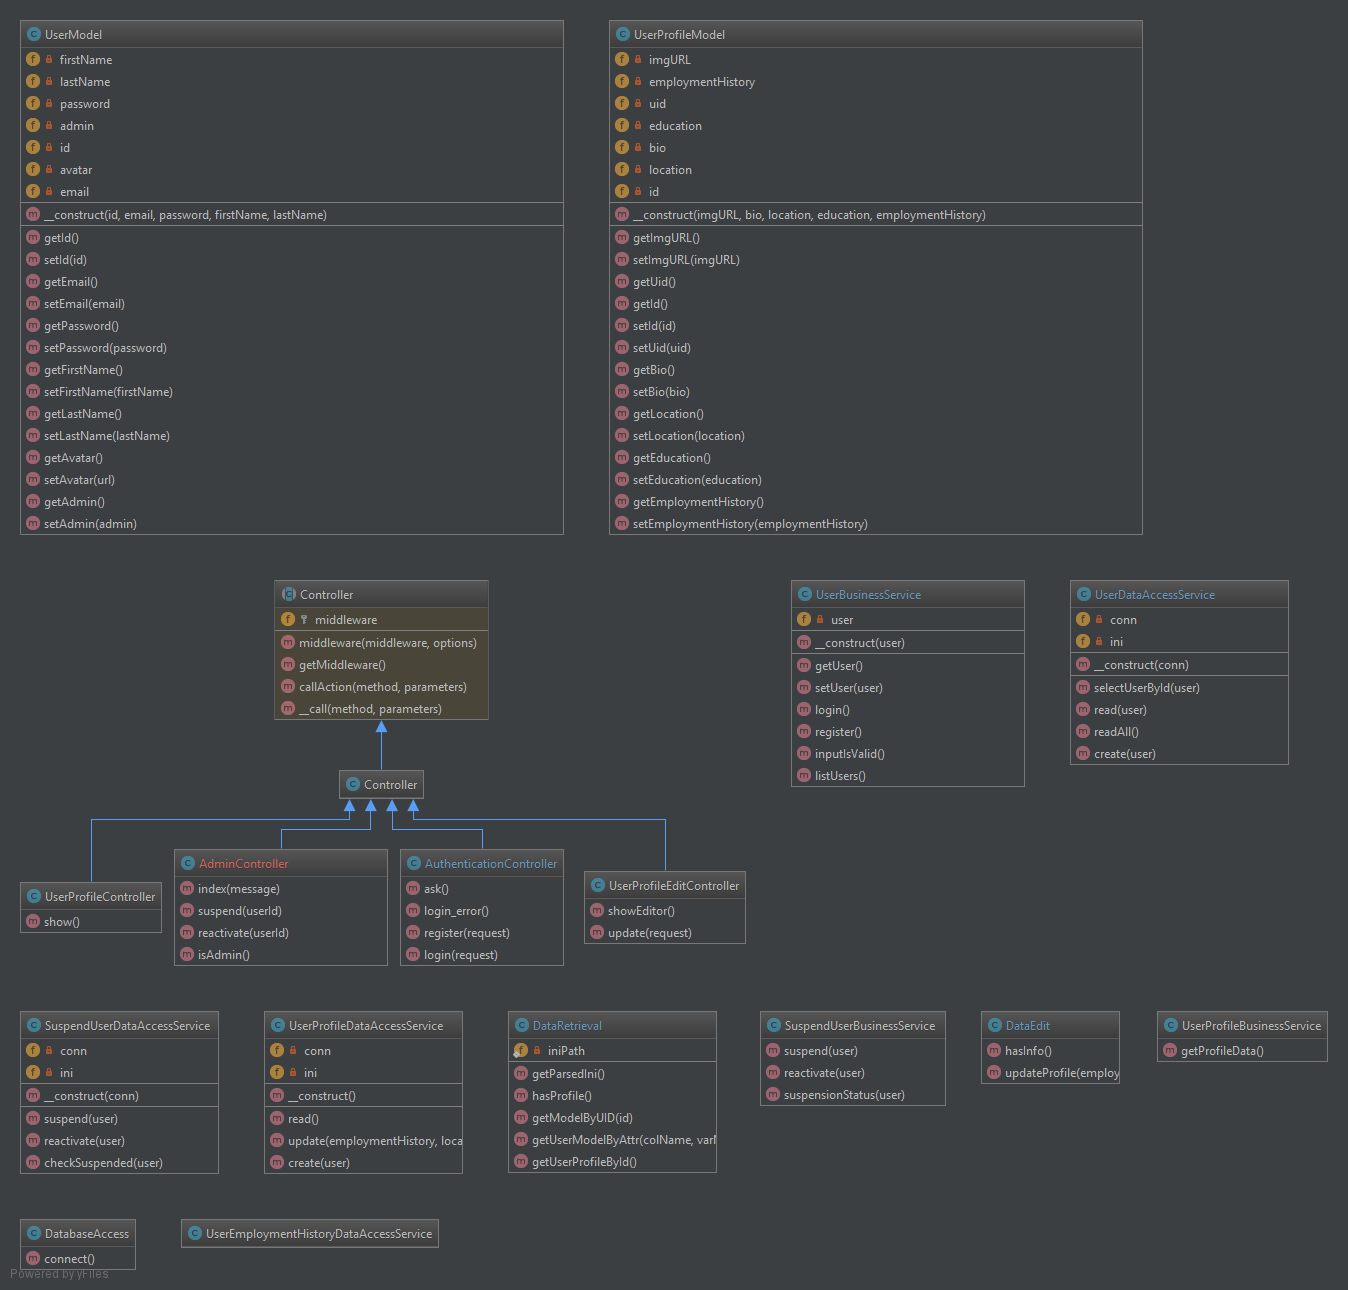 UserModel
firstName
lastName
password
admin
id
avatar
email
__construct(id, email, password, firstName, lastName)
getId()
setId(id)
getEmail()
setEmail(email)
getPassword()
setPassword(password)
getFirstName()
setFirstName(firstName)
getLastName()
setLastName(lastName)
getAvatar()
setAvatar(url)
getAdmin()
setAdmin(admin)
UserProfileModel
imgURL
employmentHistory
uid
education
bio
location
id
__construct(imgURL, bio, location, education, employmentHistory)
getImgURL()
setImgURL(imgURL)
getUid()
getId()
setId(id)
setUid(uid)
getBio()
setBio(bio)
getLocation()
setLocation(location)
getEducation()
setEducation(education)
getEmploymentHistory()
setEmploymentHistory(employmentHistory)
Controller
middleware
middleware(middleware, options)
getMiddleware()
callAction(method, parameters)
__call(method, parameters)
UserBusinessService
user
__construct(user)
getUser()
setUser(user)
login()
register()
inputIsValid()
listUsers()
UserDataAccessService
conn
ini
__construct(conn)
selectUserById(user)
read(user)
readAll()
create(user)
Controller
UserProfileController
show()
AdminController
index(message)
suspend(userId)
reactivate(userId)
isAdmin()
AuthenticationController
ask()
login_error()
register(request)
login(request)
UserProfileEditController
showEditor()
update(request)
SuspendUserDataAccessService
conn
ini
__construct(conn)
suspend(user)
reactivate(user)
checkSuspended(user)
UserProfileDataAccessService
conn
ini
__construct()
read()
update(employmentHistory, loca
create(user)
DataRetrieval
iniPath
getParsedIni()
hasProfile()
getModelByUID(id)
getUserModelByAttr(colName, var
getUserProfileById()
SuspendUserBusinessService
suspend(user)
reactivate(user)
suspensionStatus(user)
DataEdit
hasInfo()
updateProfile(employ
UserProfileBusinessService
getProfileData()
DatabaseAccess
connect()
UserEmploymentHistoryDataAccessService
Powered by yFiles